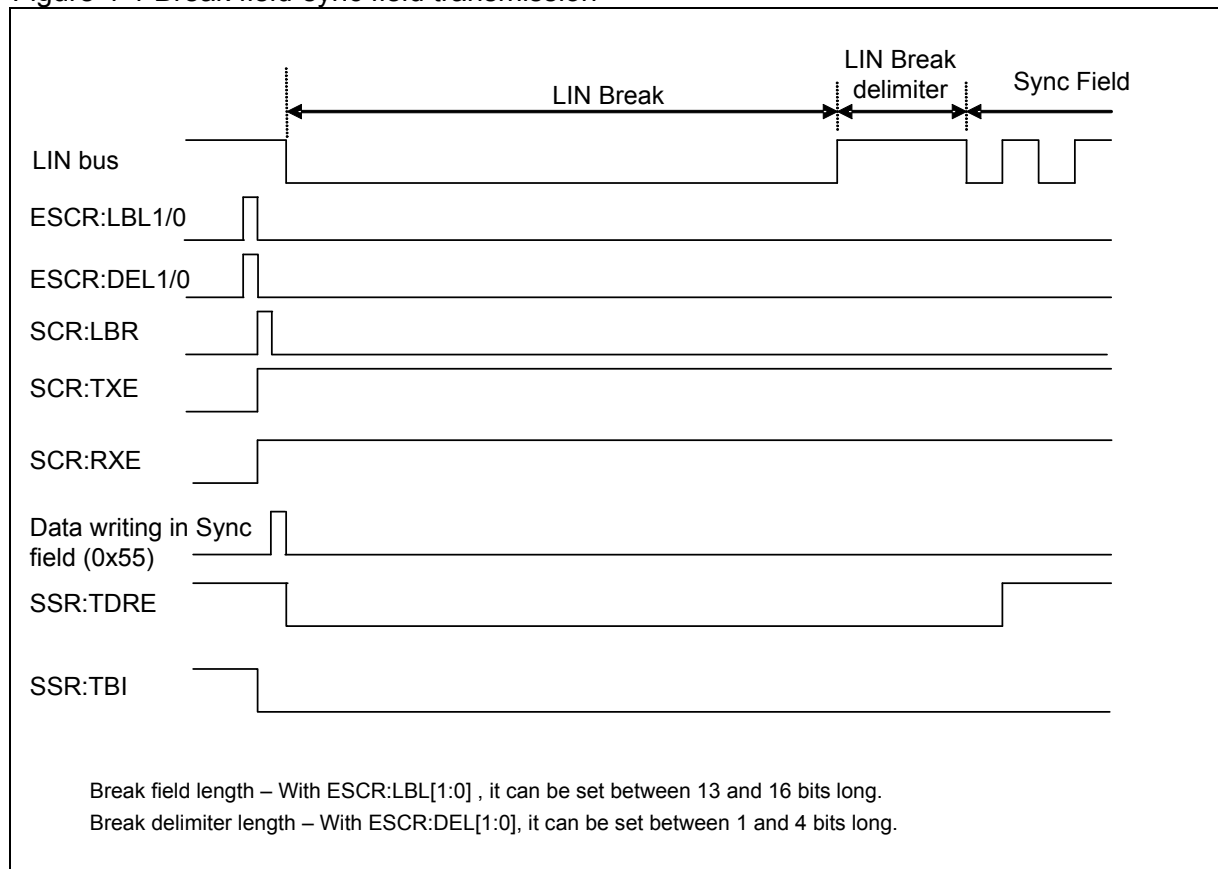 LIN Break
LIN Break
delimiter
Sync Field
LIN bus
ESCR:LBL1/0
ESCR:DEL1/0
SCR:LBR
SCR:TXE
SCR:RXE
Data writing in Sync
field (0x55)
SSR:TDRE
SSR:TBI
Break field length – With ESCR:LBL[1:0] , it can be set between 13 and 16 bits long.
Break delimiter length – With ESCR:DEL[1:0], it can be set between 1 and 4 bits long.